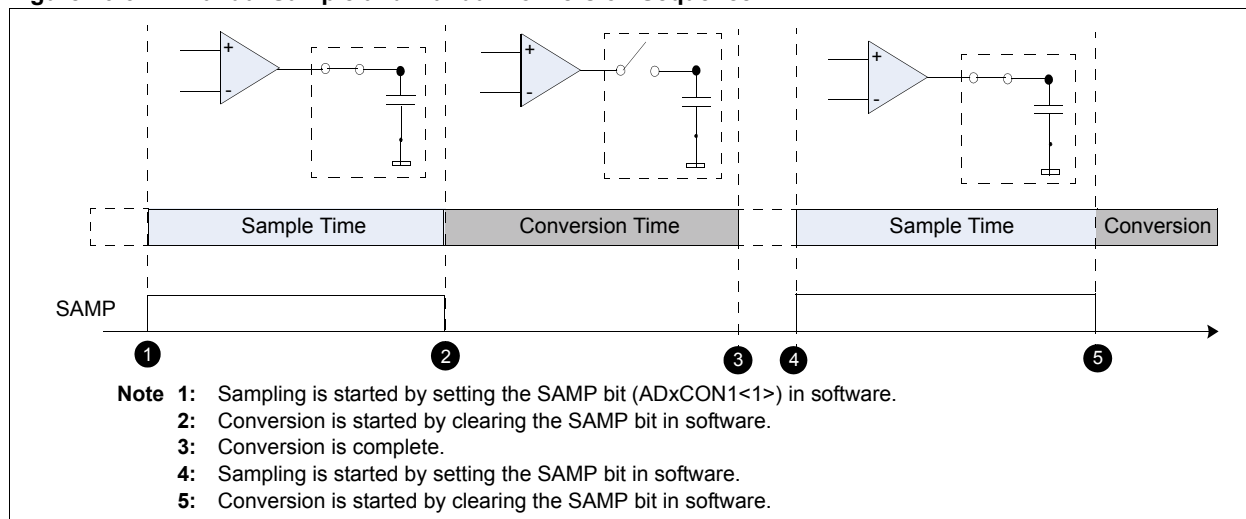 +
-
+
-
+
-
Sample Time
Conversion Time
Sample Time
Conversion
SAMP
1
2
3
4
5
Note 1: Sampling is started by setting the SAMP bit (ADxCON1<1>) in software.
2: Conversion is started by clearing the SAMP bit in software.
3: Conversion is complete.
4: Sampling is started by setting the SAMP bit in software.
5: Conversion is started by clearing the SAMP bit in software.